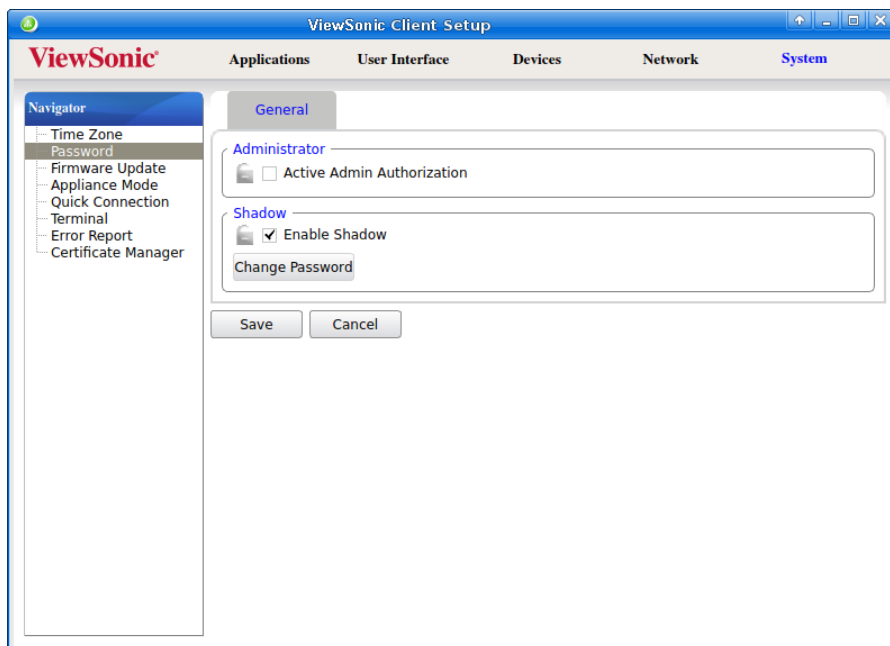 ViewSonic Client Setup
ViewSonic®
Applications User Interface Devices Network System
Navigator
Time Zone
Password
Firmware Update
Appliance Mode
Quick Connection
Terminal
Error Report
Certificate Manager
General
Administrator
Active Admin Authorization
Shadow
Enable Shadow
Change Password
Save Cancel